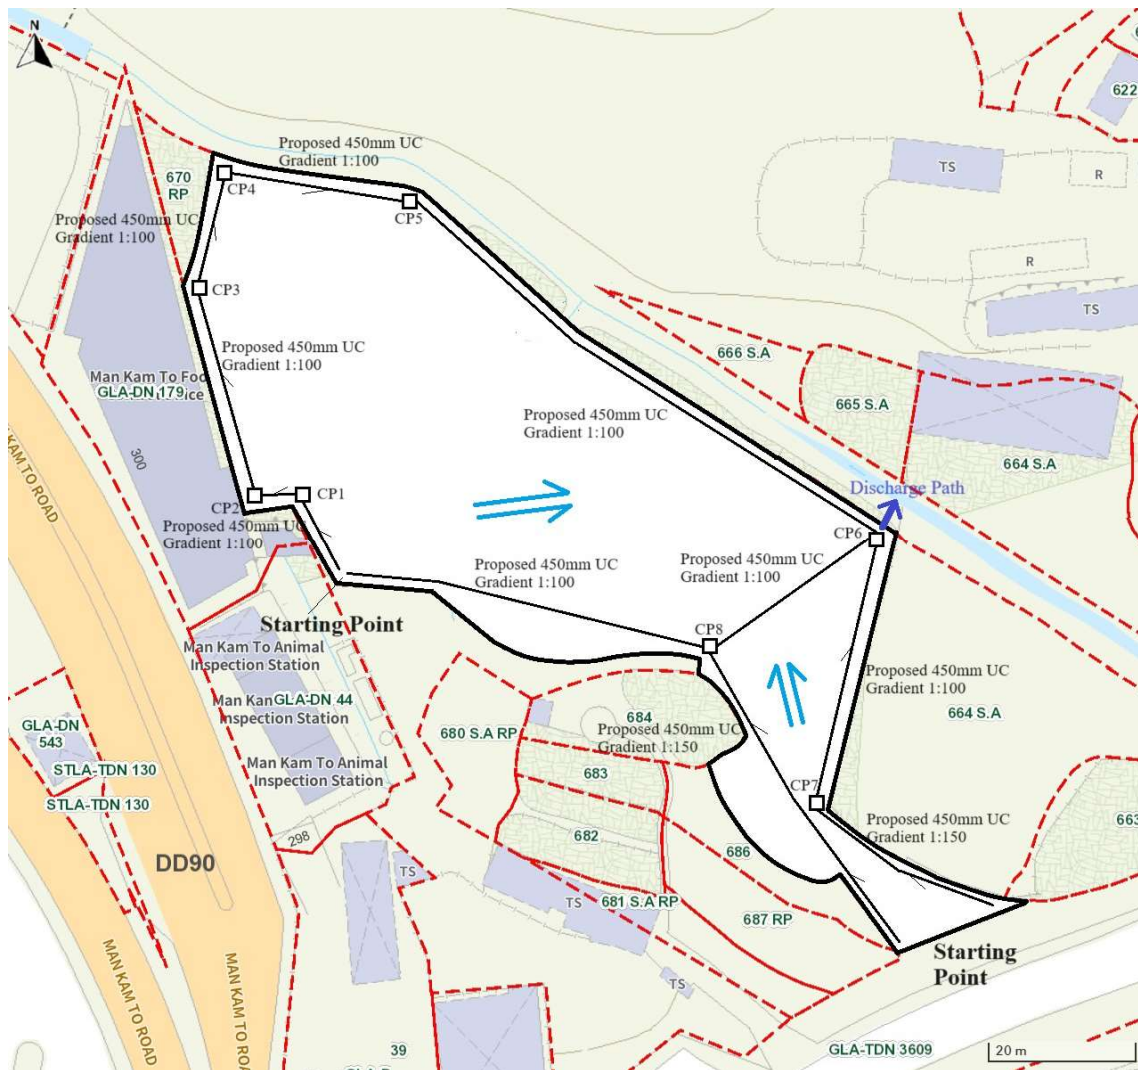 N
622
Proposed 450mm UC
Gradient 1:100
TS
R
670
RP
CP4
CP5
Proposed 450mm UC
Gradient 1:100
R
CP3
TS
666 S.A
Proposed 450mm UC
Gradient 1:100
Man Kam To Foo
GLA-DN 179
ice
665 S.A
Proposed 450mm UC
Gradient 1:100
300
664 S.A
MAN KAM TO ROAD
Discharge Path
CP2
CP1
Proposed 450mm UC
Gradient 1:100
CP6
Proposed 450mm UC
Gradient 1:100
Proposed 450mm UC
Gradient 1:100
Starting Point
CP8
Man Kam To Animal
Inspection Station
Man Kan
GLA-DN 44
Inspection Station
Proposed 450mm UC
Gradient 1:100
664 S.A
GLA-DN
543
684
680 S.A RP
Proposed 450mm UC
Gradient 1:150
STLA-TDN 130
Man Kam To Animal
Inspection Station
683
STLA-TDN 130
CP7
Proposed 450mm UC
Gradient 1:150
663
298
682
686
DD90
TS
681 S.A RP
TS
687 RP
Starting
Point
MAN KAM TO ROAD
MAN KAM TO ROAD
TS
39
GLA-TDN 3609
20 m